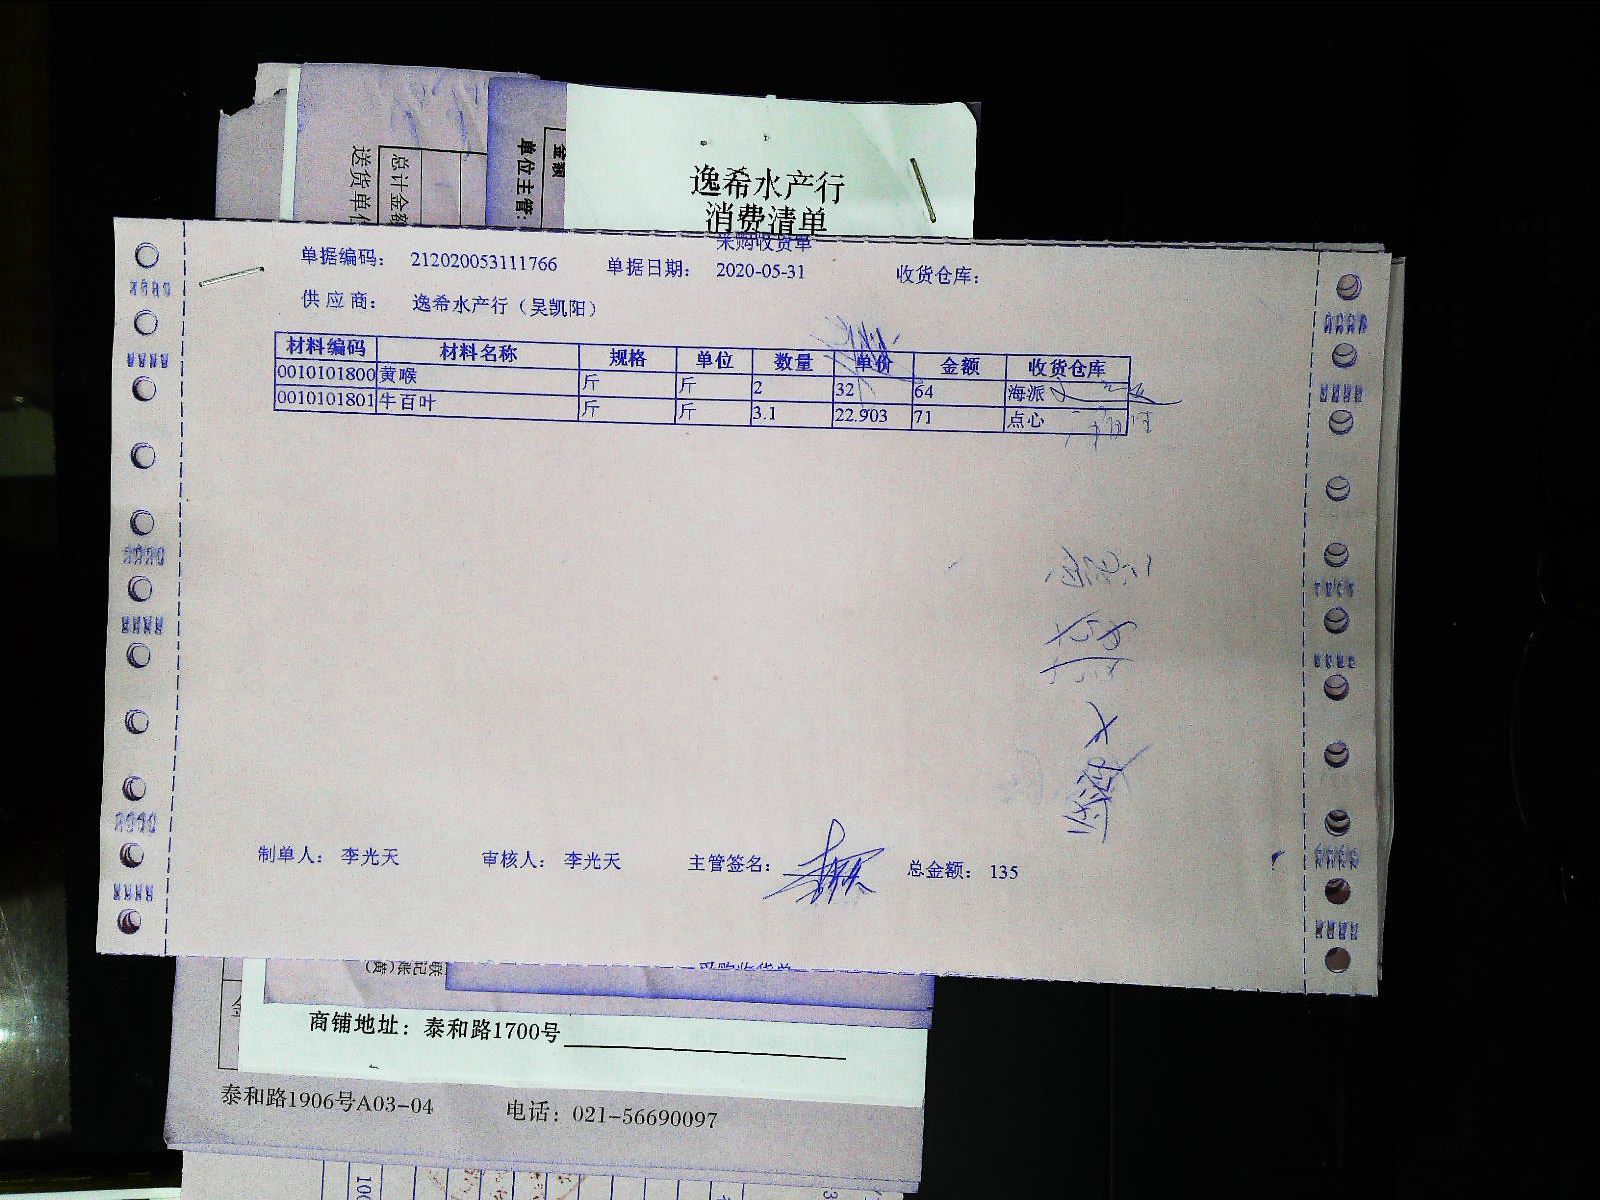 总计金额
送货单位
金额
单位主管:
逸希水产行
消费清单
采购收货单
单据编码: 212020053111766 单据日期: 2020-05-31 收货仓库:
供应商: 逸希水产行（吴凯阳）
材料编码 材料名称 规格 单位 数量 单价 金额 收货仓库
0010101800 黄喉 斤 斤 2 32 64 海派
0010101801 牛百叶 斤 斤 3.1 22.903 71 点心
制单人: 李光天 审核人: 李光天 主管签名: 总金额: 135
采购收货单
商铺地址: 泰和路1700号
泰和路1906号A03-04 电话: 021-56690097